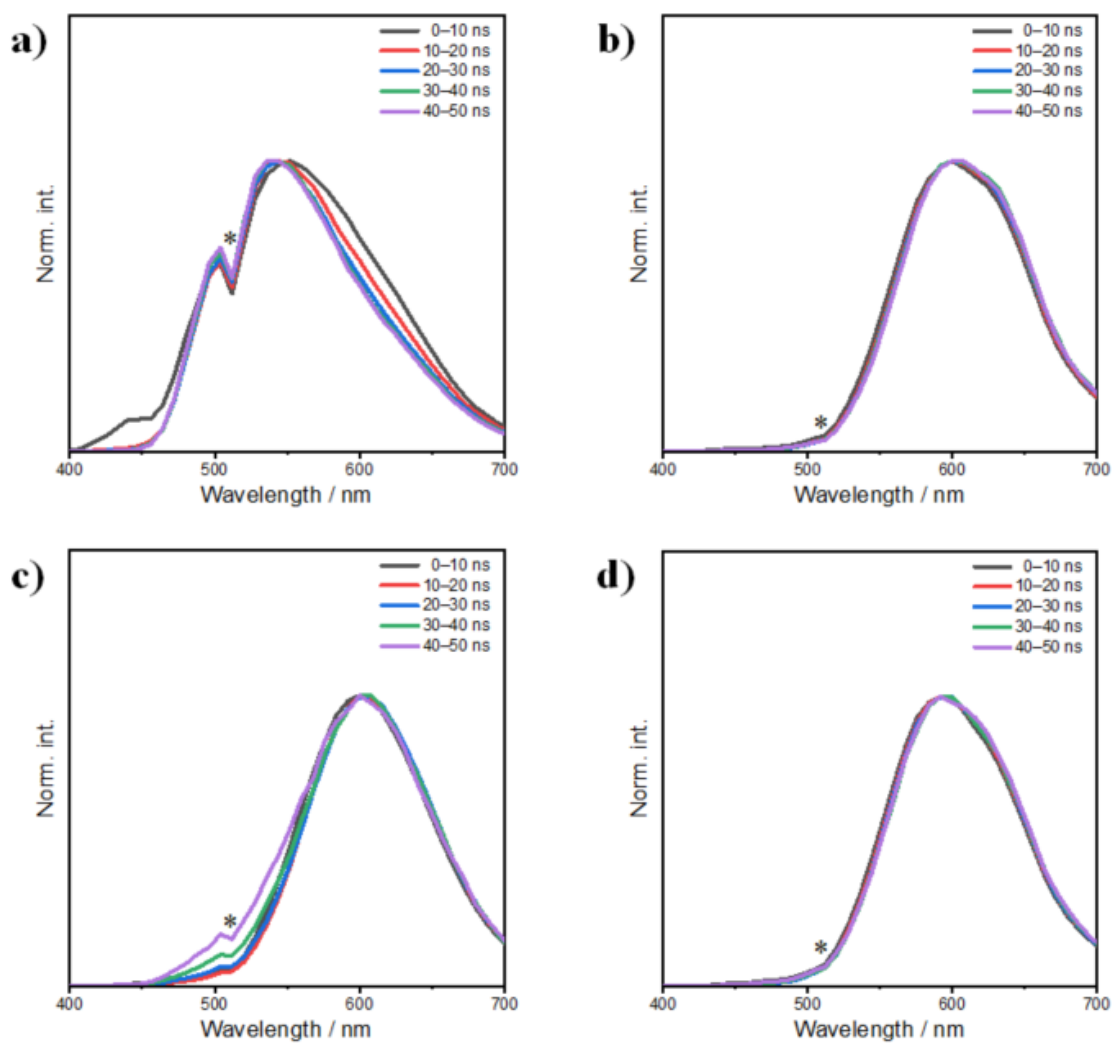 a)
0–10 ns
10–20 ns
20–30 ns
30–40 ns
40–50 ns
*
Norm. int.
400
500
600
700
Wavelength / nm
b)
0–10 ns
10–20 ns
20–30 ns
30–40 ns
40–50 ns
*
Norm. int.
400
500
600
700
Wavelength / nm
c)
0–10 ns
10–20 ns
20–30 ns
30–40 ns
40–50 ns
*
Norm. int.
400
500
600
700
Wavelength / nm
d)
0–10 ns
10–20 ns
20–30 ns
30–40 ns
40–50 ns
*
Norm. int.
400
500
600
700
Wavelength / nm